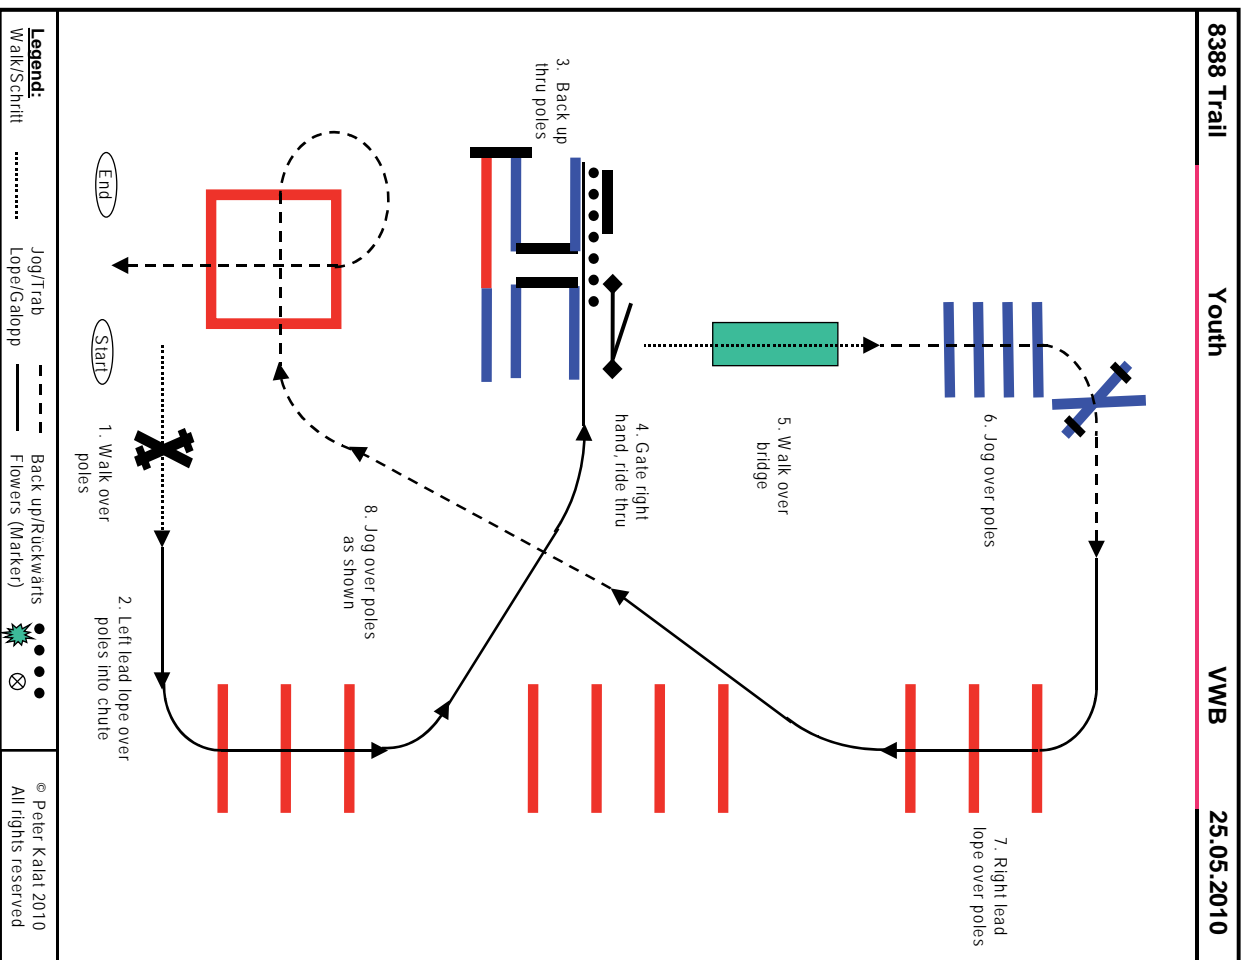 8388 Trail Youth VWB 25.05.2010
7. Right lead
lope over poles
6. Jog over poles
5. Walk over
bridge
4. Gate right
hand, ride thru
3. Back up
thru poles
8. Jog over poles
as shown
2. Left lead lope over
poles into chute
1. Walk over
poles
Start
End
Legend:
Walk/Schritt
Jog/Trab
Lope/Galopp
Back up/Rückwärts
Flowers (Marker)
© Peter Kalat 2010
All rights reserved